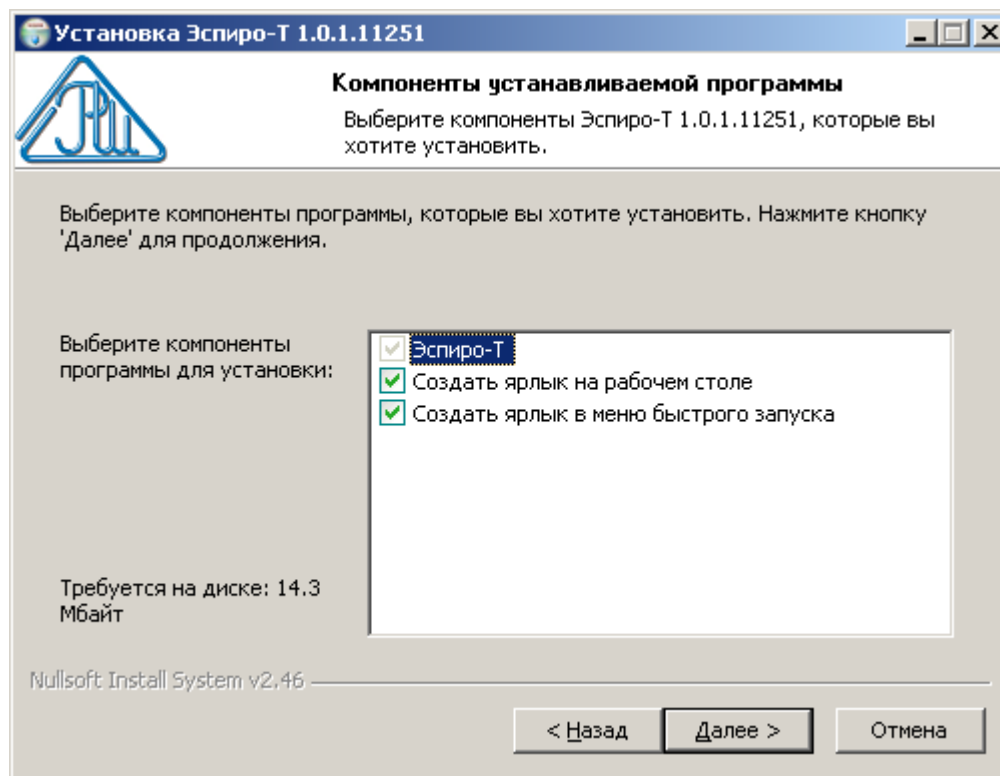 Установка Эспиро-Т 1.0.1.11251
Компоненты устанавливаемой программы
Выберите компоненты Эспиро-Т 1.0.1.11251, которые вы
хотите установить.
Выберите компоненты программы, которые вы хотите установить. Нажмите кнопку
'Далее' для продолжения.
Выберите компоненты
программы для установки:
Эспиро-Т
Создать ярлык на рабочем столе
Создать ярлык в меню быстрого запуска
Требуется на диске: 14.3
Мбайт
Nullsoft Install System v2.46
< Назад
Далее >
Отмена